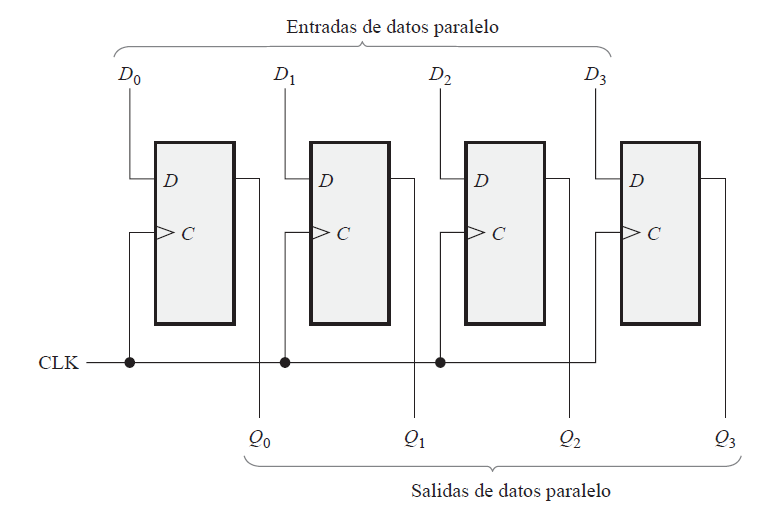 Entradas de datos paralelo
D0 D1 D2 D3
D D D D
C C C C
CLK
Q0 Q1 Q2 Q3
Salidas de datos paralelo